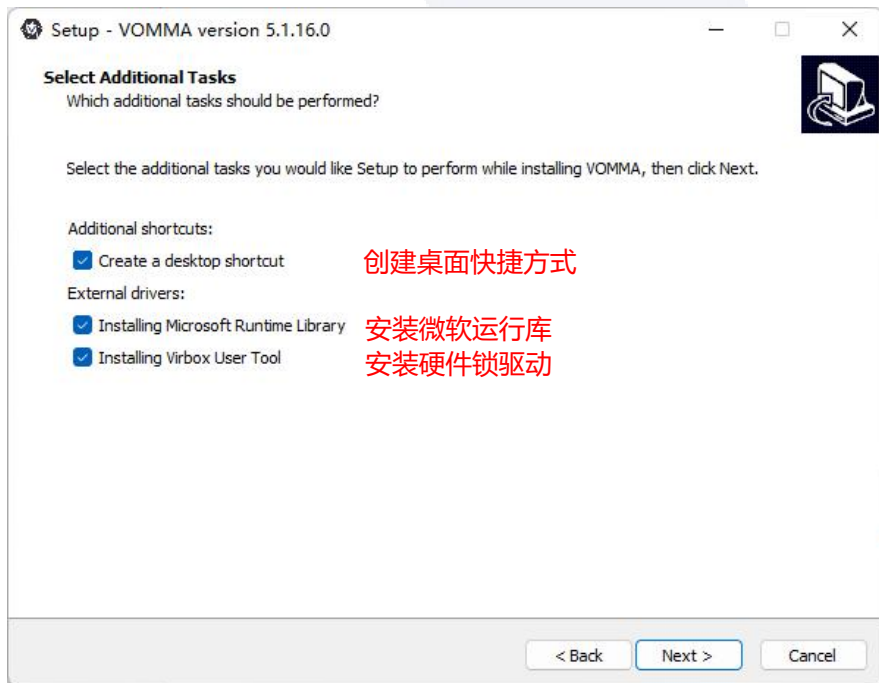 Setup - VOMMA version 5.1.16.0
Select Additional Tasks
Which additional tasks should be performed?
Select the additional tasks you would like Setup to perform while installing VOMMA, then click Next.
Additional shortcuts:
Create a desktop shortcut 创建桌面快捷方式
External drivers:
Installing Microsoft Runtime Library 安装微软运行库
Installing Virbox User Tool 安装硬件锁驱动
< Back Next > Cancel